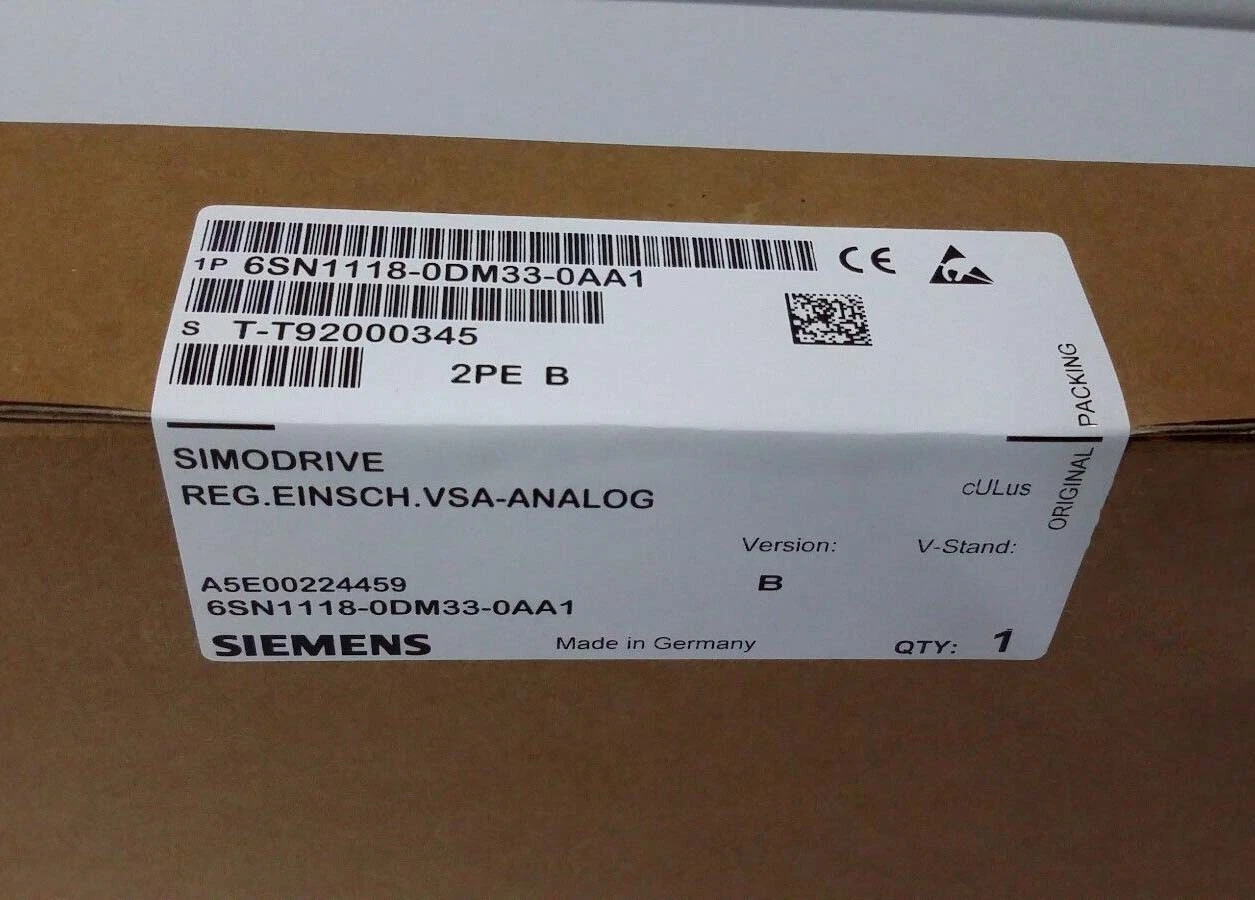 1P 6SN1118-0DM33-0AA1
S T-T92000345
2PE B
SIMODRIVE
REG.EINSCH.VSA-ANALOG
cULus
ORIGINAL PACKING
Version: V-Stand:
B
A5E00224459
6SN1118-0DM33-0AA1
SIEMENS Made in Germany QTY: 1
CE